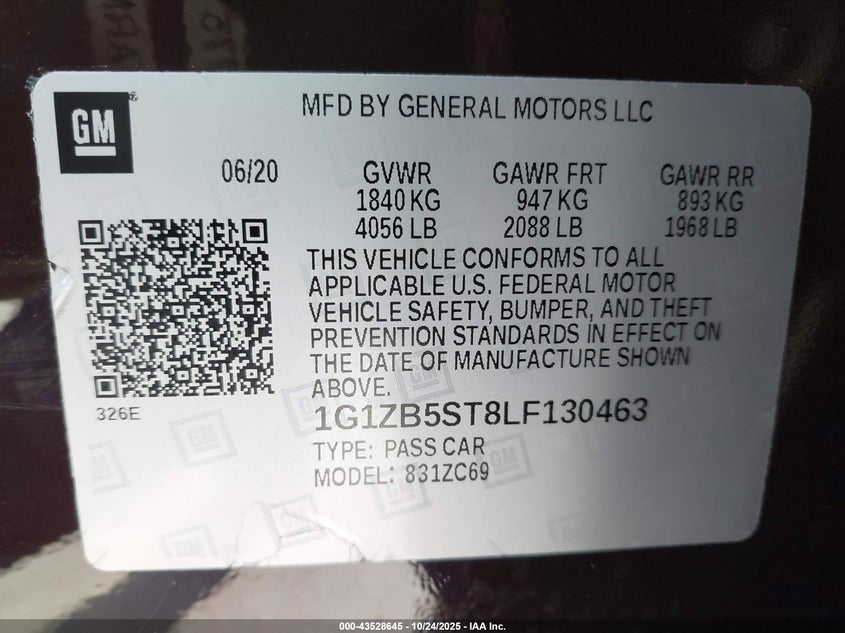 GM
MFD BY GENERAL MOTORS LLC
06/20 GVWR GAWR FRT GAWR RR
1840 KG 947 KG 893 KG
4056 LB 2088 LB 1968 LB
THIS VEHICLE CONFORMS TO ALL
APPLICABLE U.S. FEDERAL MOTOR
VEHICLE SAFETY, BUMPER, AND THEFT
PREVENTION STANDARDS IN EFFECT ON
THE DATE OF MANUFACTURE SHOWN
ABOVE.
326E
1G1ZB5ST8LF130463
TYPE: PASS CAR
MODEL: 831ZC69
000-43528645 - 10/24/2025 - IAA Inc.